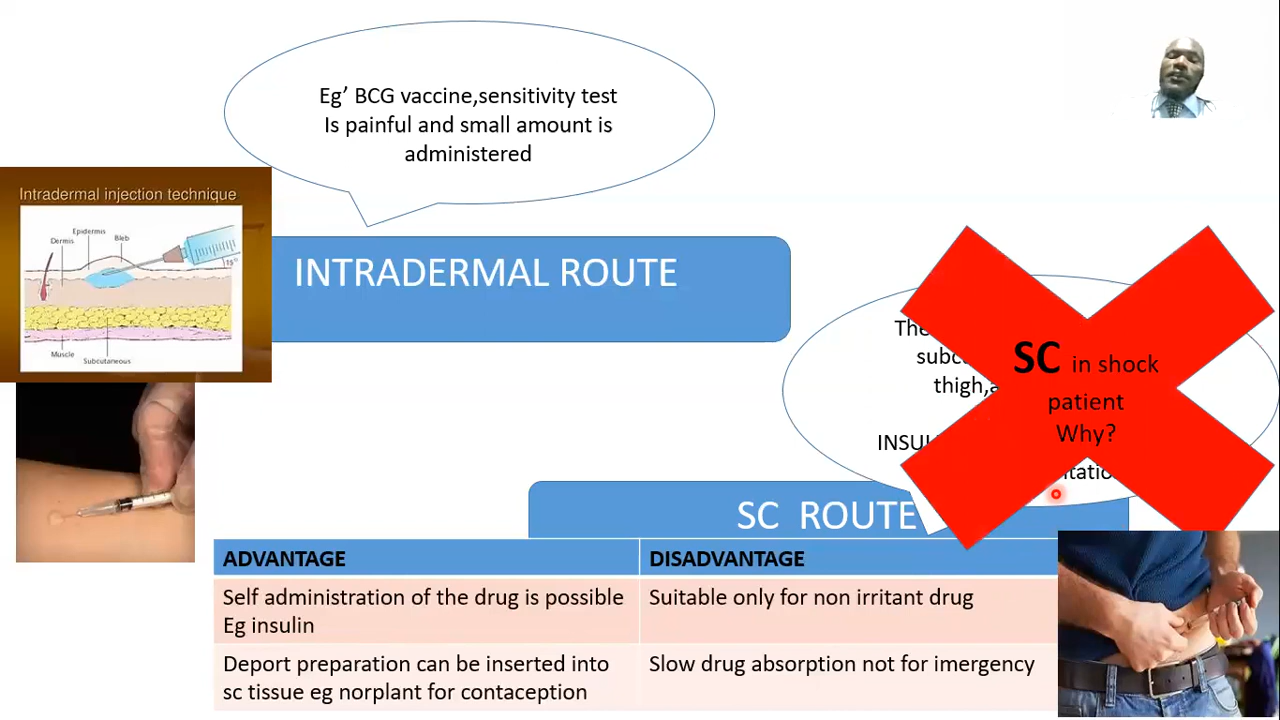 Eg’ BCG vaccine,sensitivity test
Is painful and small amount is
administered
Intradermal injection technique
Epidermis
Dermis
Bleb
15°
Muscle
Subcutaneous
INTRADERMAL ROUTE
The
thigh,
SC in shock
patient
Why?
SC ROUTE
ADVANTAGE
DISADVANTAGE
Self administration of the drug is possible
Eg insulin
Suitable only for non irritant drug
Deport preparation can be inserted into
sc tissue eg norplant for contaception
Slow drug absorption not for imergency